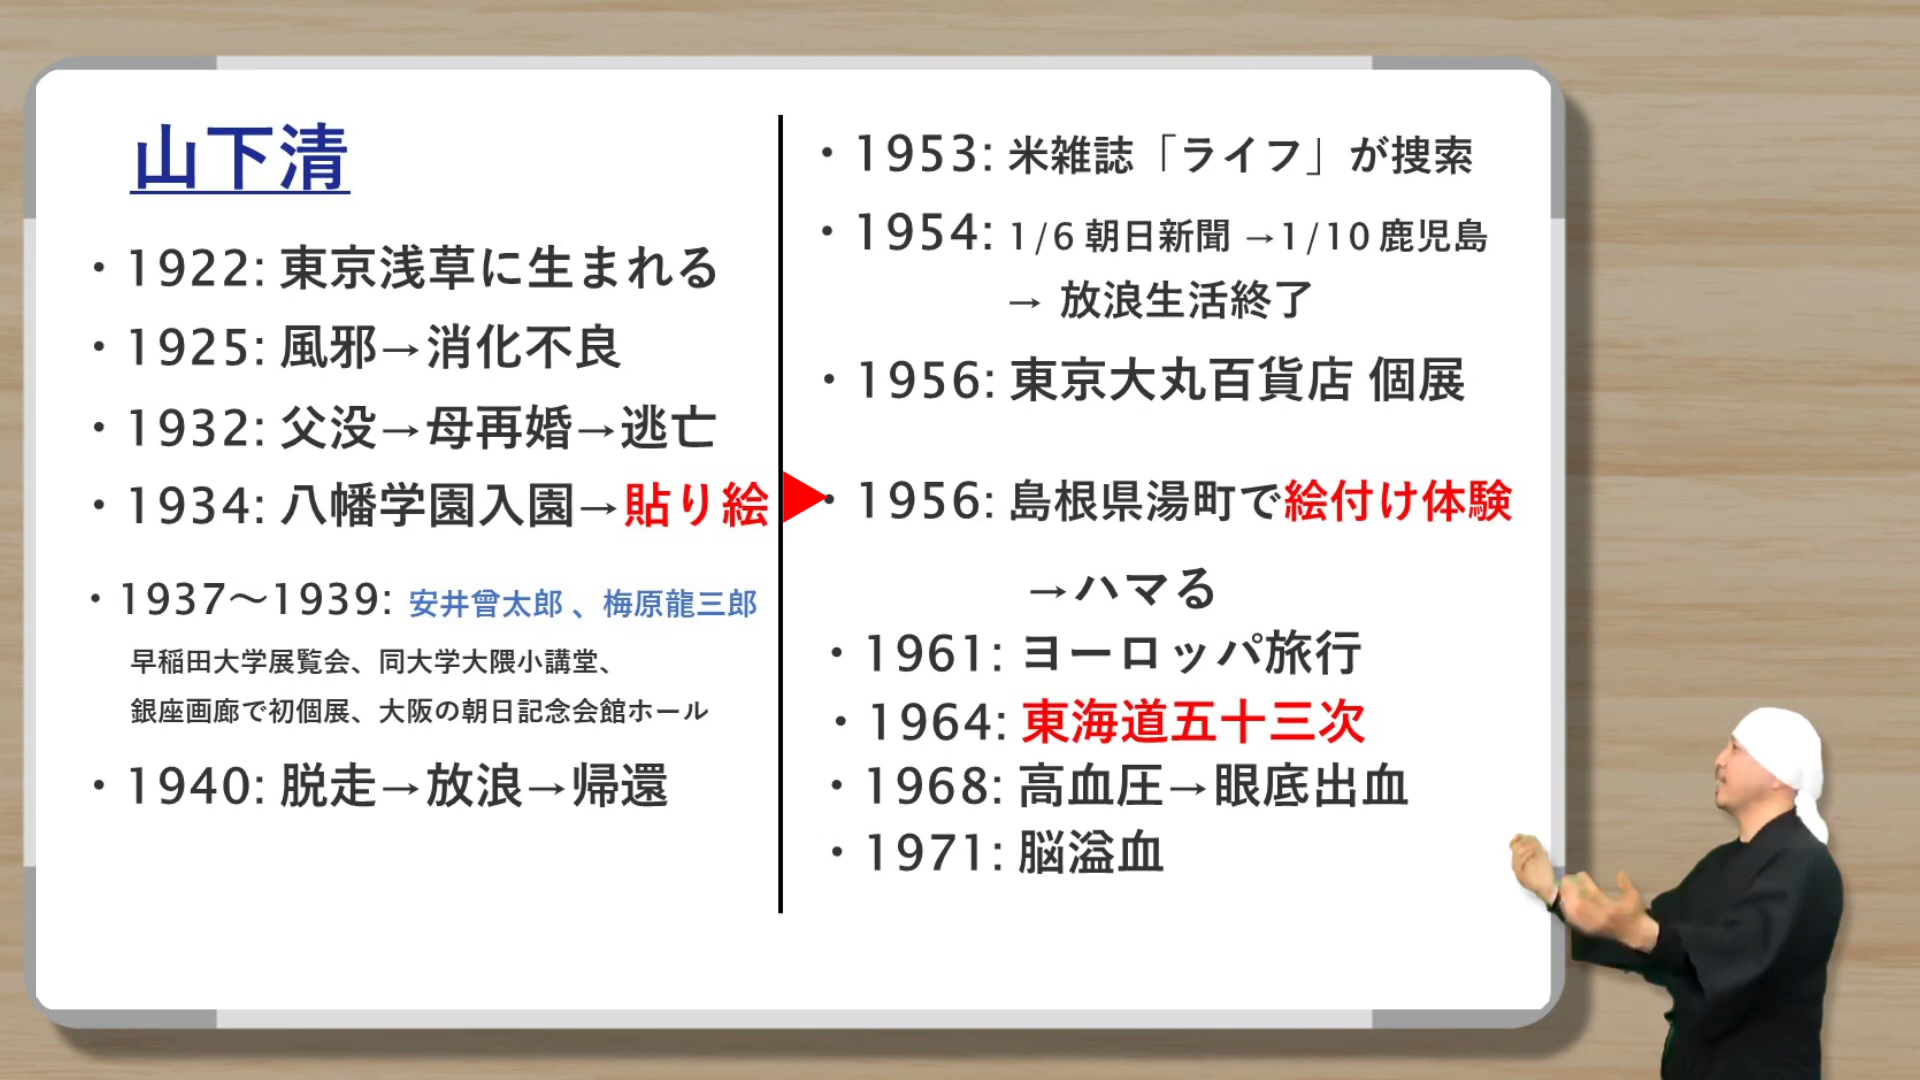 山下清
・1922: 東京浅草に生まれる
・1925: 風邪→消化不良
・1932: 父没→母再婚→逃亡
・1934: 八幡学園入園→貼り絵
・1937〜1939: 安井曾太郎、梅原龍三郎
早稲田大学展覧会、同大学大隈小講堂、
銀座画廊で初個展、大阪の朝日記念会館ホール
・1940: 脱走→放浪→帰還
・1953: 米雑誌「ライフ」が捜索
・1954: 1/6 朝日新聞 →1/10 鹿児島
→ 放浪生活終了
・1956: 東京大丸百貨店 個展
・1956: 島根県湯町で絵付け体験
→ハマる
・1961: ヨーロッパ旅行
・1964: 東海道五十三次
・1968: 高血圧→眼底出血
・1971: 脳溢血